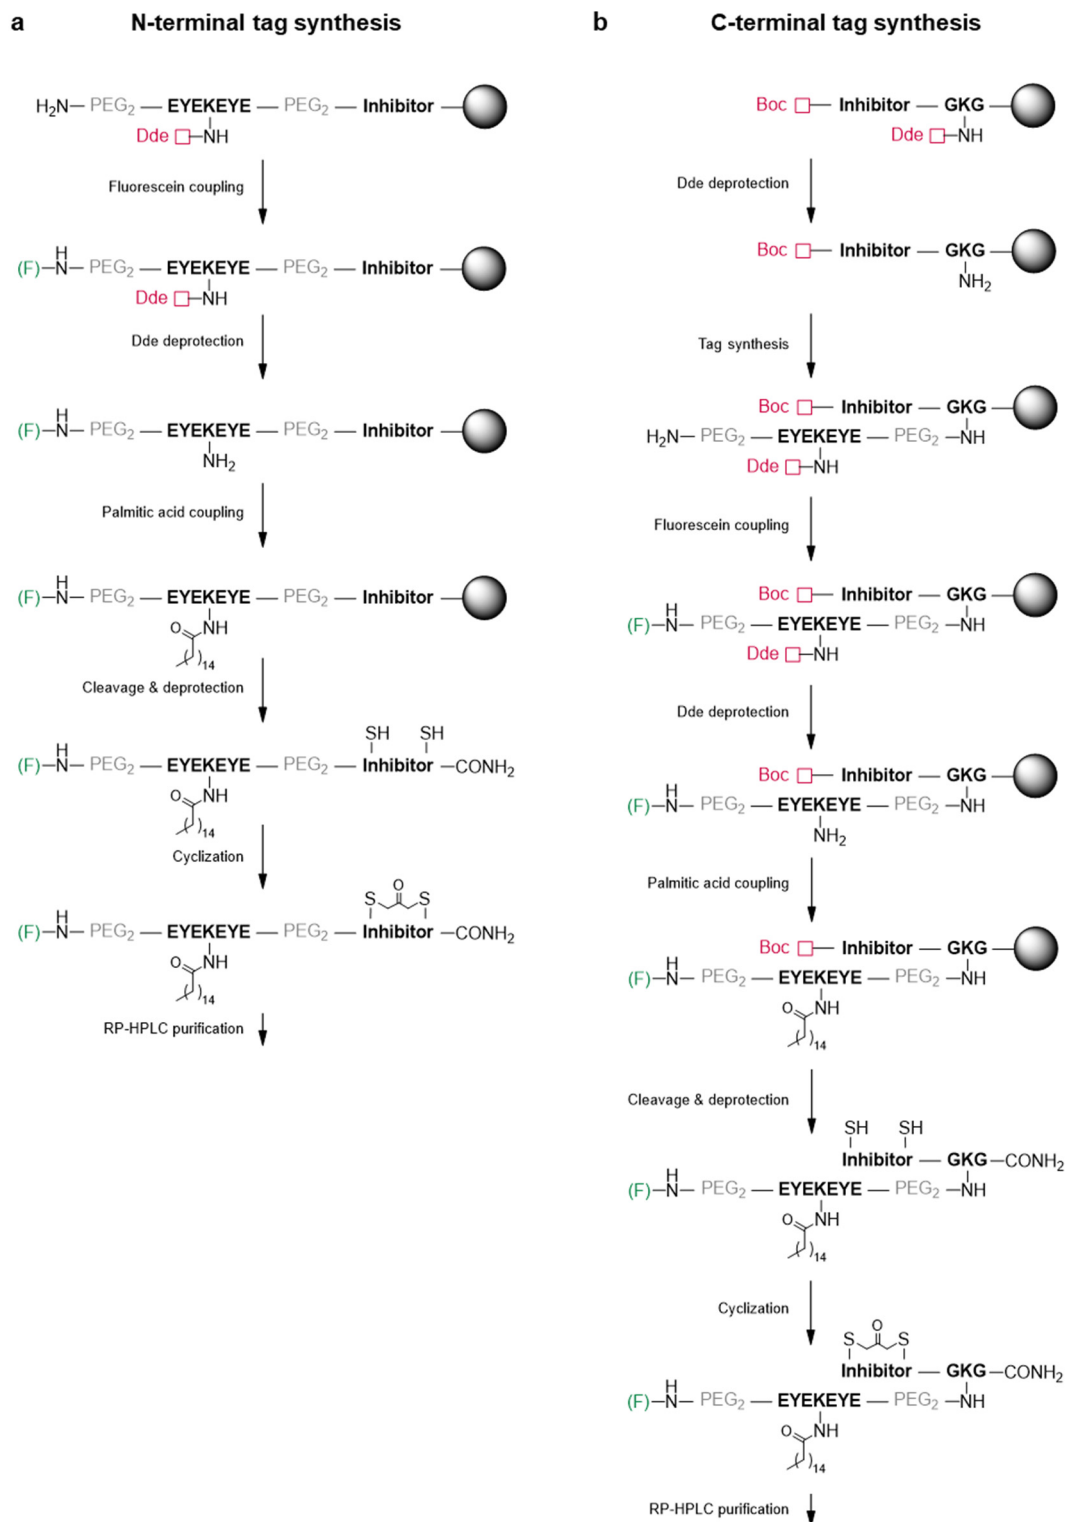 a N-terminal tag synthesis
H₂N— PEG₂ — EYEKEYE — PEG₂ — Inhibitor
Dde NH
Fluorescein coupling
H
(F)—N— PEG₂ — EYEKEYE — PEG₂ — Inhibitor
Dde NH
Dde deprotection
H
(F)—N— PEG₂ — EYEKEYE — PEG₂ — Inhibitor
NH₂
Palmitic acid coupling
H
(F)—N— PEG₂ — EYEKEYE — PEG₂ — Inhibitor
O NH
14
Cleavage & deprotection
SH SH
H
(F)—N— PEG₂ — EYEKEYE — PEG₂ — Inhibitor —CONH₂
O NH
14
Cyclization
O
S S
H
(F)—N— PEG₂ — EYEKEYE — PEG₂ — Inhibitor —CONH₂
O NH
14
RP-HPLC purification
b C-terminal tag synthesis
Boc Inhibitor — GKG
Dde NH
Dde deprotection
Boc Inhibitor — GKG
NH₂
Tag synthesis
Boc Inhibitor — GKG
H₂N— PEG₂ — EYEKEYE — PEG₂ —NH
Dde NH
Fluorescein coupling
Boc Inhibitor — GKG
H
(F)—N— PEG₂ — EYEKEYE — PEG₂ —NH
Dde NH
Dde deprotection
Boc Inhibitor — GKG
H
(F)—N— PEG₂ — EYEKEYE — PEG₂ —NH
NH₂
Palmitic acid coupling
Boc Inhibitor — GKG
H
(F)—N— PEG₂ — EYEKEYE — PEG₂ —NH
O NH
14
Cleavage & deprotection
SH SH
Inhibitor — GKG—CONH₂
H
(F)—N— PEG₂ — EYEKEYE — PEG₂ —NH
O NH
14
Cyclization
O
S S
Inhibitor — GKG—CONH₂
H
(F)—N— PEG₂ — EYEKEYE — PEG₂ —NH
O NH
14
RP-HPLC purification